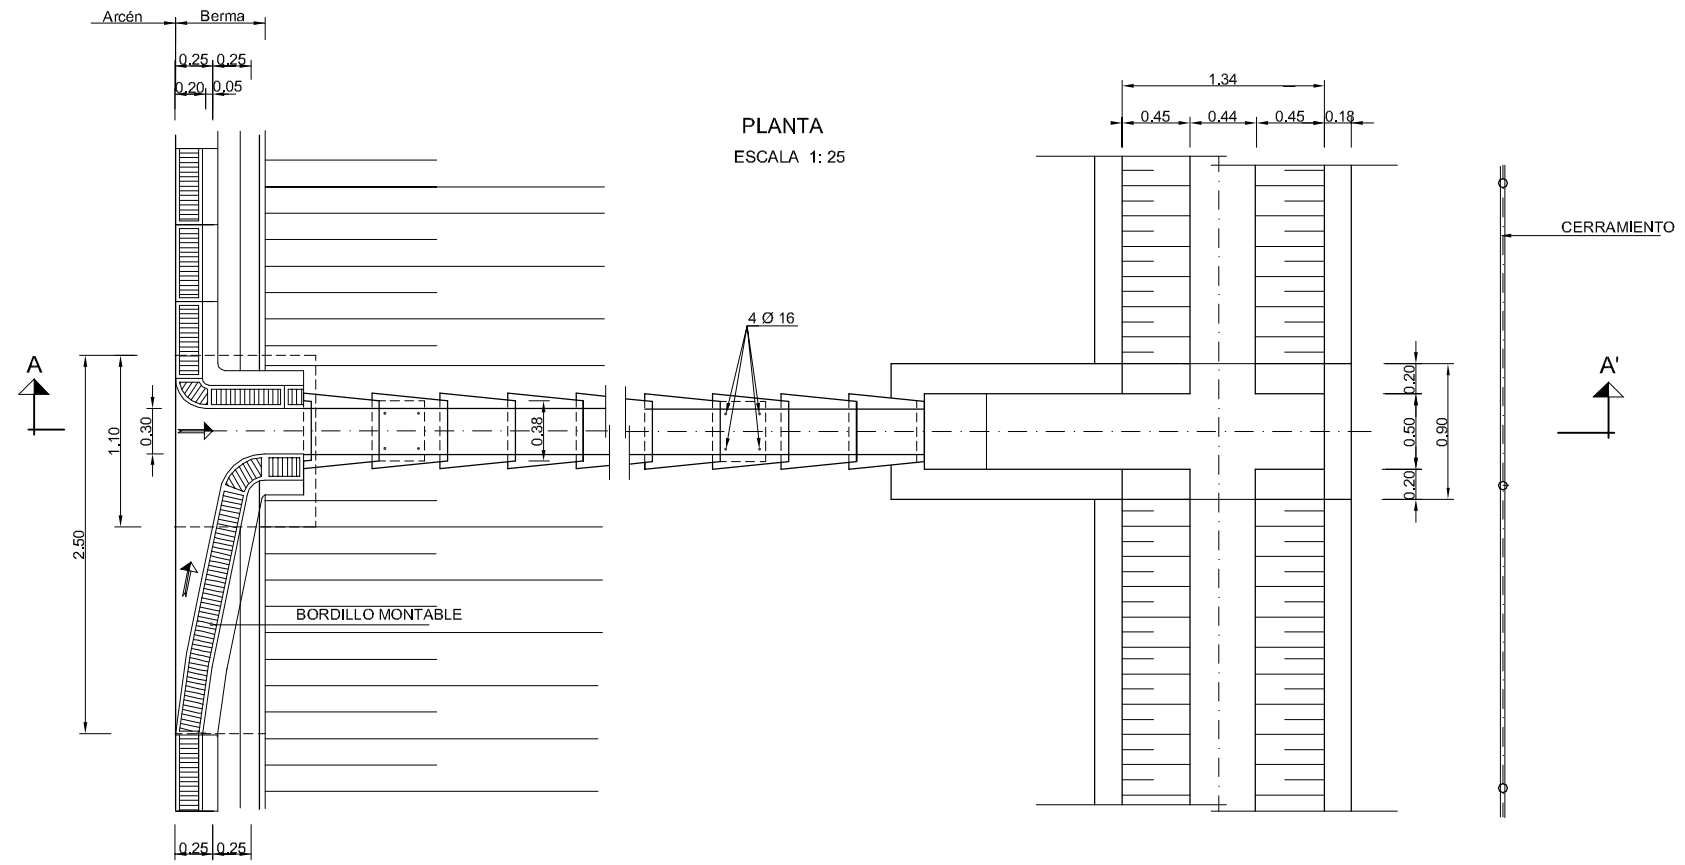 Arcén
Berma
0.25
0.25
0.20
0.05
PLANTA
ESCALA 1: 25
1.34
0.45
0.44
0.45
0.18
CERRAMIENTO
4 Ø 16
A
A'
1.10
0.30
0.38
0.20
0.50
0.90
0.20
2.50
BORDILLO MONTABLE
0.25
0.25